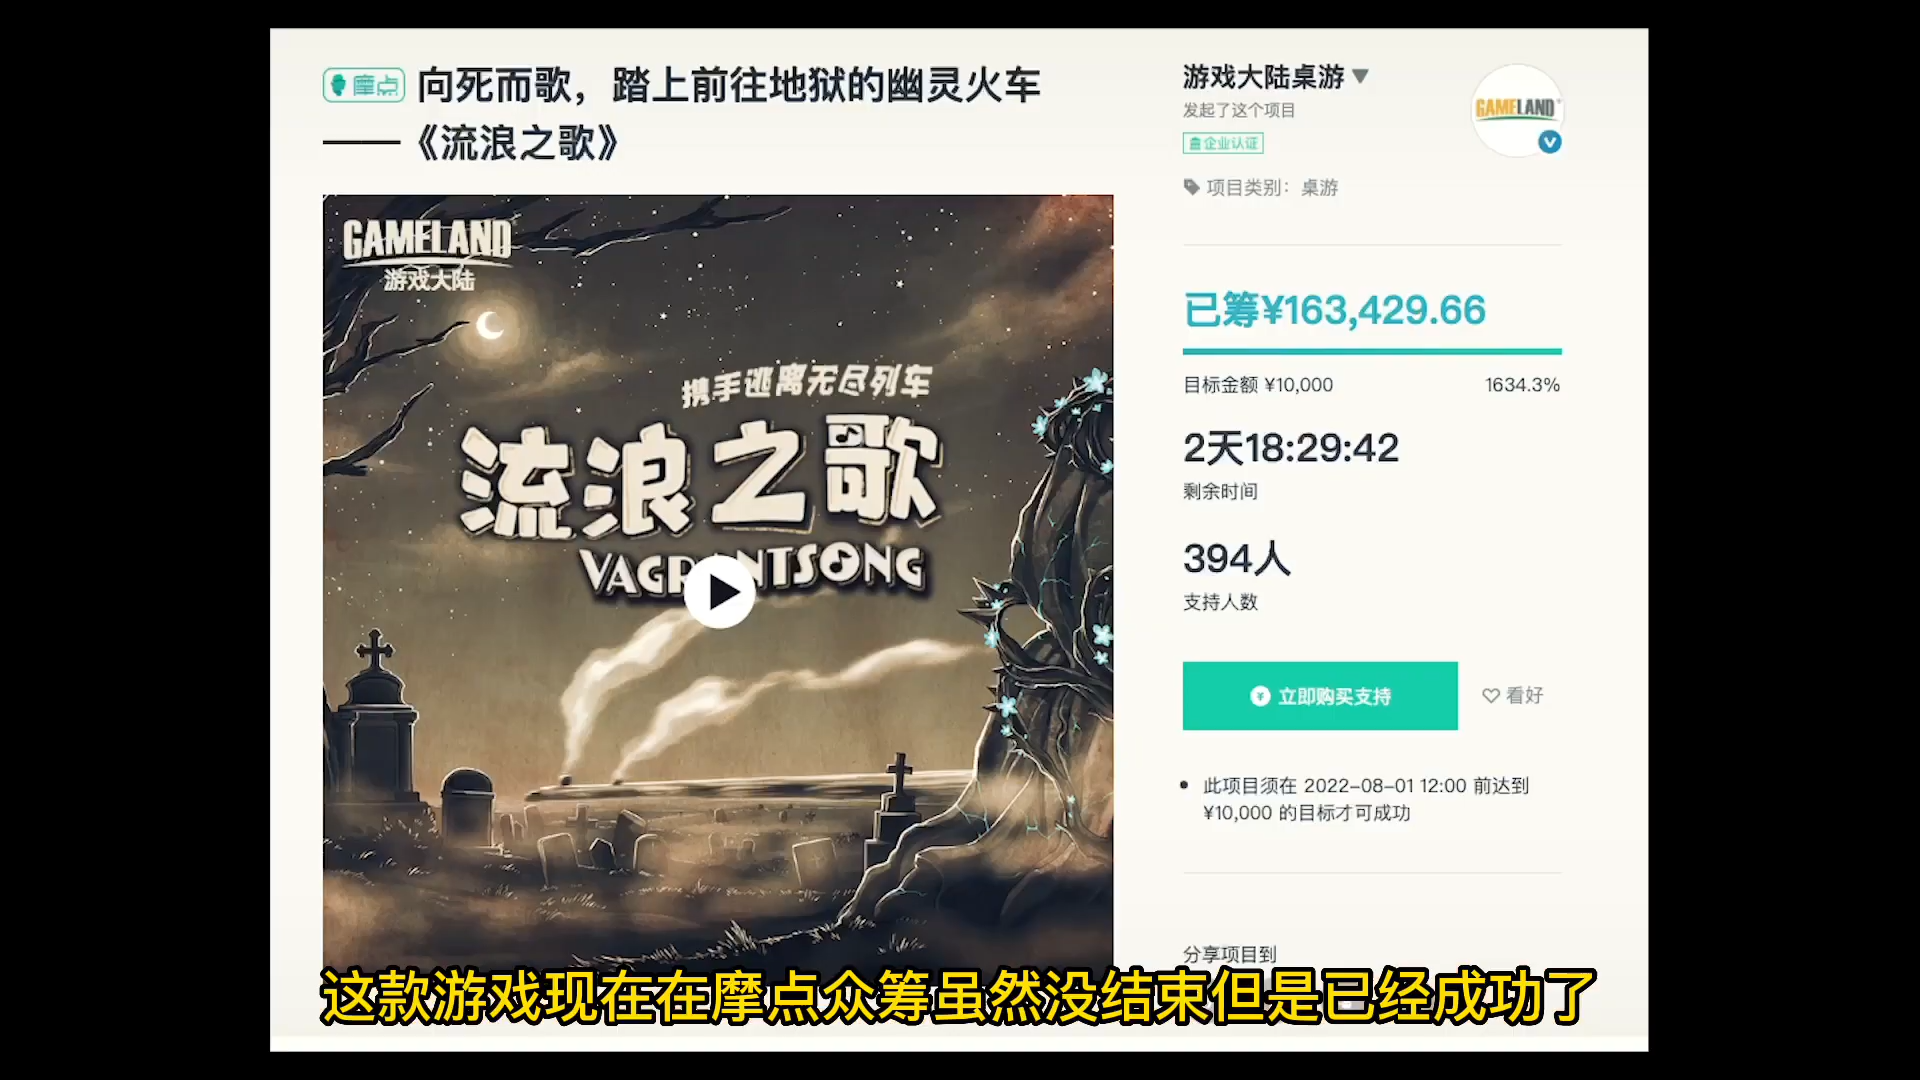 摩点 向死而歌，踏上前往地狱的幽灵火车
——《流浪之歌》
GAMELAND
游戏大陆
携手逃离无尽列车
流浪之歌
VAGR NTSONG
游戏大陆桌游
发起了这个项目
企业认证
GAMELAND
项目类别：桌游
已筹¥163,429.66
目标金额 ¥10,000 1634.3%
2天18:29:42
剩余时间
394人
支持人数
立即购买支持 看好
此项目须在 2022-08-01 12:00 前达到
¥10,000 的目标才可成功
分享项目到
这款游戏现在在摩点众筹虽然没结束但是已经成功了